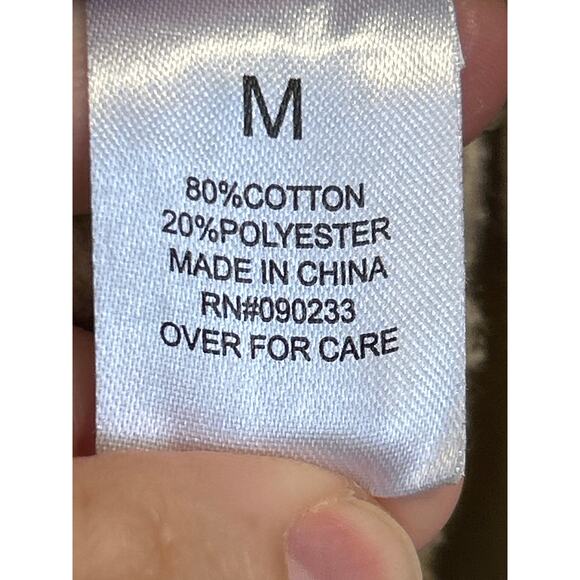 M
80%COTTON
20%POLYESTER
MADE IN CHINA
RN#090233
OVER FOR CARE